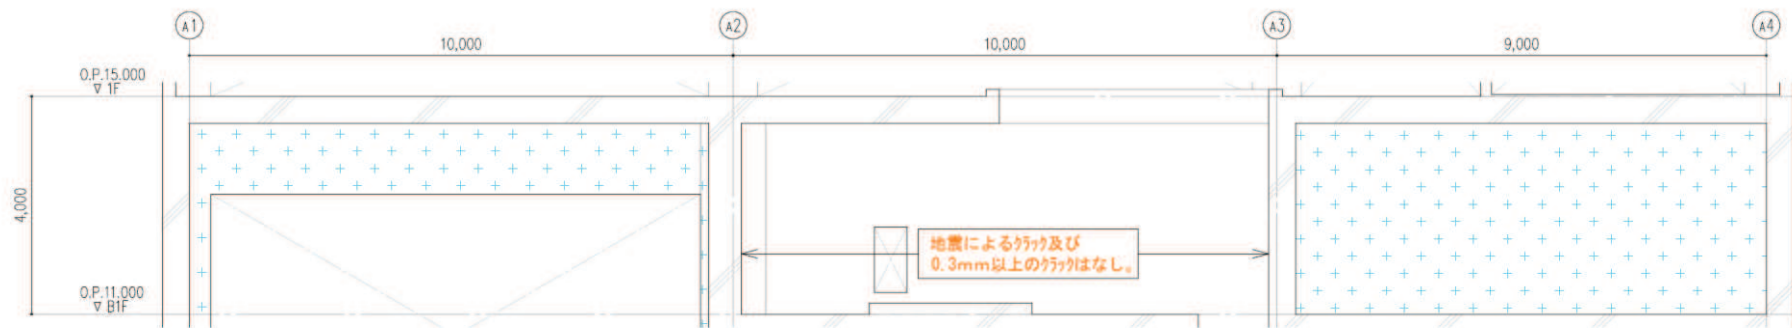 A1
A2
A3
A4
10,000
10,000
9,000
O.P.15.000
▽ 1F
4,000
地震によるクラック及び
0.3mm以上のクラックはなし。
O.P.11.000
▽ B1F